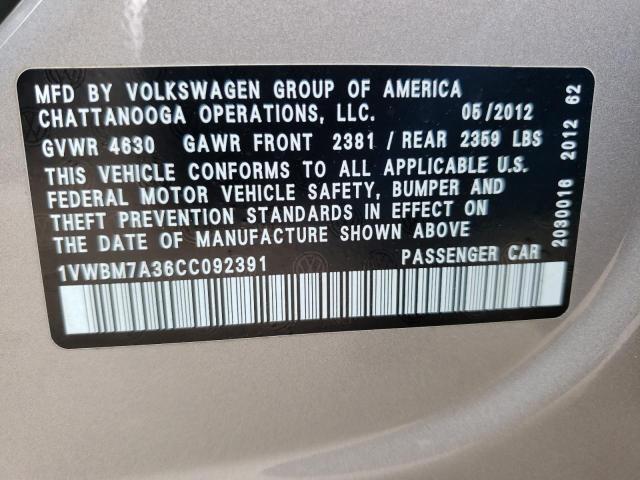 MFD BY VOLKSWAGEN GROUP OF AMERICA
CHATTANOOGA OPERATIONS, LLC. 05/2012
GVWR 4630 GAWR FRONT 2381 / REAR 2359 LBS
THIS VEHICLE CONFORMS TO ALL APPLICABLE U.S.
FEDERAL MOTOR VEHICLE SAFETY, BUMPER AND
THEFT PREVENTION STANDARDS IN EFFECT ON
THE DATE OF MANUFACTURE SHOWN ABOVE
1VWBM7A36CC092391 PASSENGER CAR
2030016 2012 62